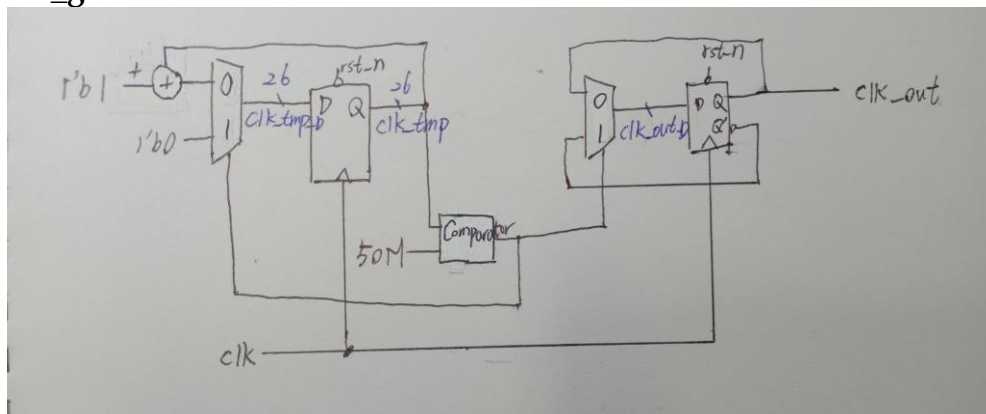 _g
1'b1
+
+
0
1
26
clk_tmp_D
rst_n
D
Q
26
clk_tmp
1'b0
0
1
clk_out_D
rst_n
D
Q
Q'
clk_out
Comparator
50M
clk